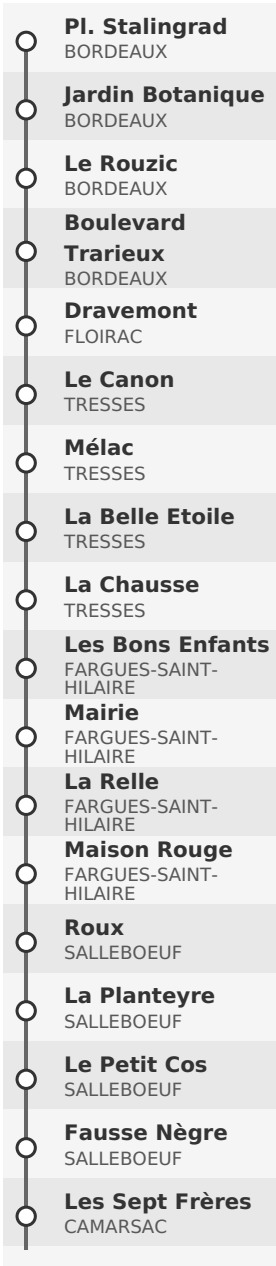 Pl. Stalingrad
BORDEAUX
Jardin Botanique
BORDEAUX
Le Rouzic
BORDEAUX
Boulevard
Trarieux
BORDEAUX
Dravemont
FLOIRAC
Le Canon
TRESSES
Mélac
TRESSES
La Belle Etoile
TRESSES
La Chausse
TRESSES
Les Bons Enfants
FARGUES-SAINT-
HILAIRE
Mairie
FARGUES-SAINT-
HILAIRE
La Relle
FARGUES-SAINT-
HILAIRE
Maison Rouge
FARGUES-SAINT-
HILAIRE
Roux
SALLEBOEUF
La Planteyre
SALLEBOEUF
Le Petit Cos
SALLEBOEUF
Fausse Nègre
SALLEBOEUF
Les Sept Frères
CAMARSAC